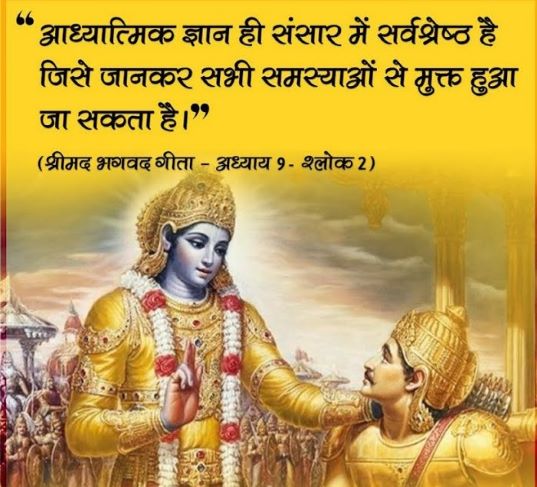 “ आध्यात्मिक ज्ञान ही संसार में सर्वश्रेष्ठ है
जिसे जानकर सभी समस्याओं से मुक्त हुआ
जा सकता है।”
(श्रीमद भगवद गीता - अध्याय 9- श्लोक 2)